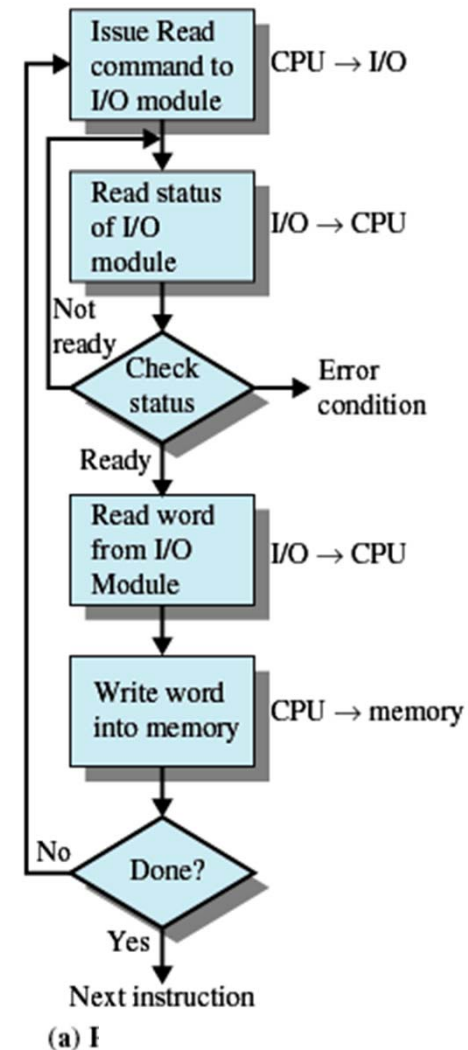 Issue Read
command to
I/O module
CPU → I/O
Read status
of I/O
module
I/O → CPU
Not
ready
Check
status
Error
condition
Ready
Read word
from I/O
Module
I/O → CPU
Write word
into memory
CPU → memory
No
Done?
Yes
Next instruction
(a)